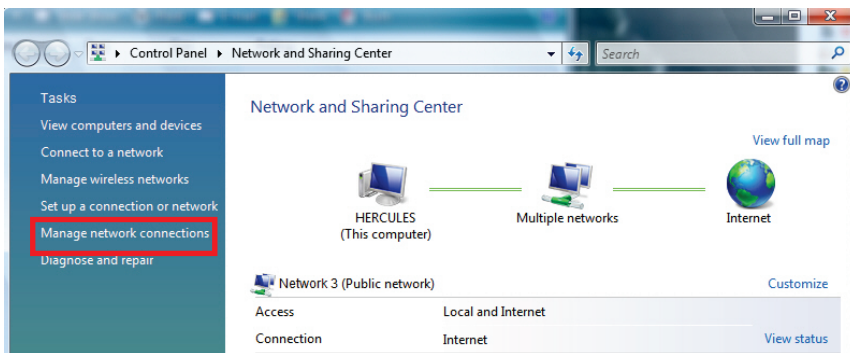 Control Panel ▸ Network and Sharing Center
Search
Tasks
View computers and devices
Connect to a network
Manage wireless networks
Set up a connection or network
Manage network connections
Diagnose and repair
Network and Sharing Center
View full map
HERCULES
(This computer)
Multiple networks
Internet
Network 3 (Public network)
Customize
Access Local and Internet
Connection Internet View status